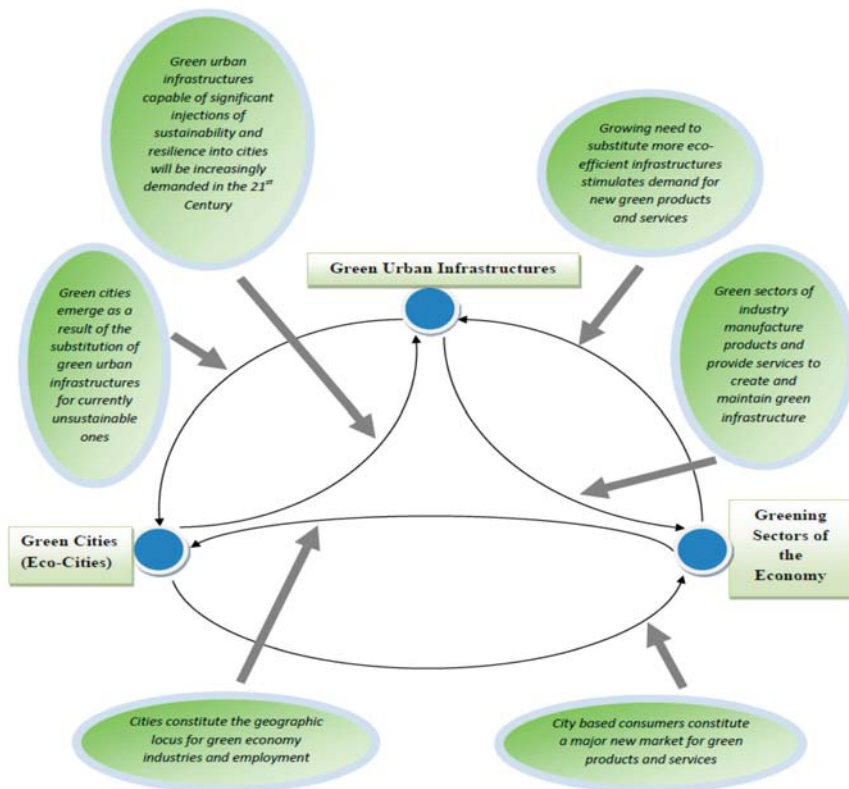 Green urban
infrastructures
capable of significant
injections of
sustainability and
resilience into cities
will be increasingly
demanded in the 21st
Century
Growing need to
substitute more eco-
efficient infrastructures
stimulates demand for
new green products
and services
Green Urban Infrastructures
Green cities
emerge as a
result of the
substitution of
green urban
infrastructures
for currently
unsustainable
ones
Green sectors of
industry
manufacture
products and
provide services to
create and
maintain green
infrastructure
Green Cities
(Eco-Cities)
Greening
Sectors of
the
Economy
Cities constitute the geographic
locus for green economy
industries and employment
City based consumers constitute
a major new market for green
products and services